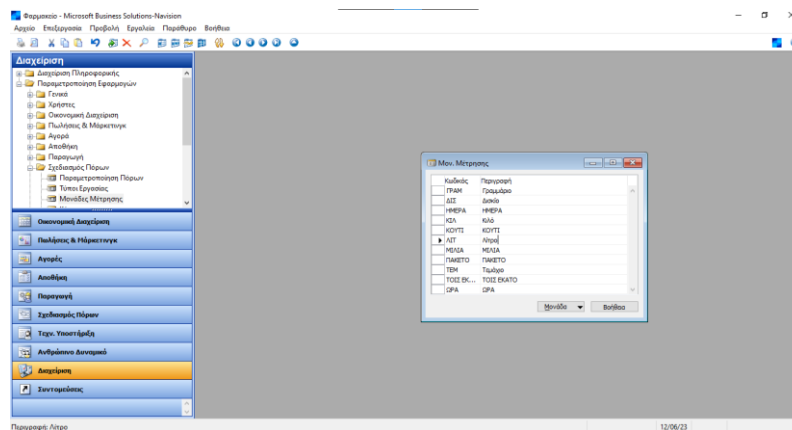 Φαρμακείο - Microsoft Business Solutions-Navision
Αρχείο Επεξεργασία Προβολή Εργαλεία Παράθυρο Βοήθεια
Διαχείριση
Διαχείριση Πληροφορικής
Παραμετροποίηση Εφαρμογών
Γενικά
Χρήστες
Οικονομική Διαχείριση
Πωλήσεις & Μάρκετινγκ
Αγορά
Αποθήκη
Παραγωγή
Σχεδιασμός Πόρων
Παραμετροποίηση Πόρων
Τύποι Εργασίας
Μονάδες Μέτρησης
Οικονομική Διαχείριση
Πωλήσεις & Μάρκετινγκ
Αγορές
Αποθήκη
Παραγωγή
Σχεδιασμός Πόρων
Τεχν. Υποστήριξη
Ανθρώπινο Δυναμικό
Διαχείριση
Συντομεύσεις
Μον. Μέτρησης
Κωδικός Περιγραφή
ΓΡΑΜ Γραμμάριο
ΔΙΣ Δισκία
ΗΜΕΡΑ ΗΜΕΡΑ
ΚΙΛ Κιλό
ΚΟΥΤΙ ΚΟΥΤΙ
ΛΙΤ Λίτρο
ΜΙΛΙΑ ΜΙΛΙΑ
ΠΑΚΕΤΟ ΠΑΚΕΤΟ
ΤΕΜ Τεμάχιο
ΤΟΙΣ ΕΚ... ΤΟΙΣ ΕΚΑΤΟ
ΩΡΑ ΩΡΑ
Μονάδα Βοήθεια
Περιγραφή: Λίτρο 12/06/23